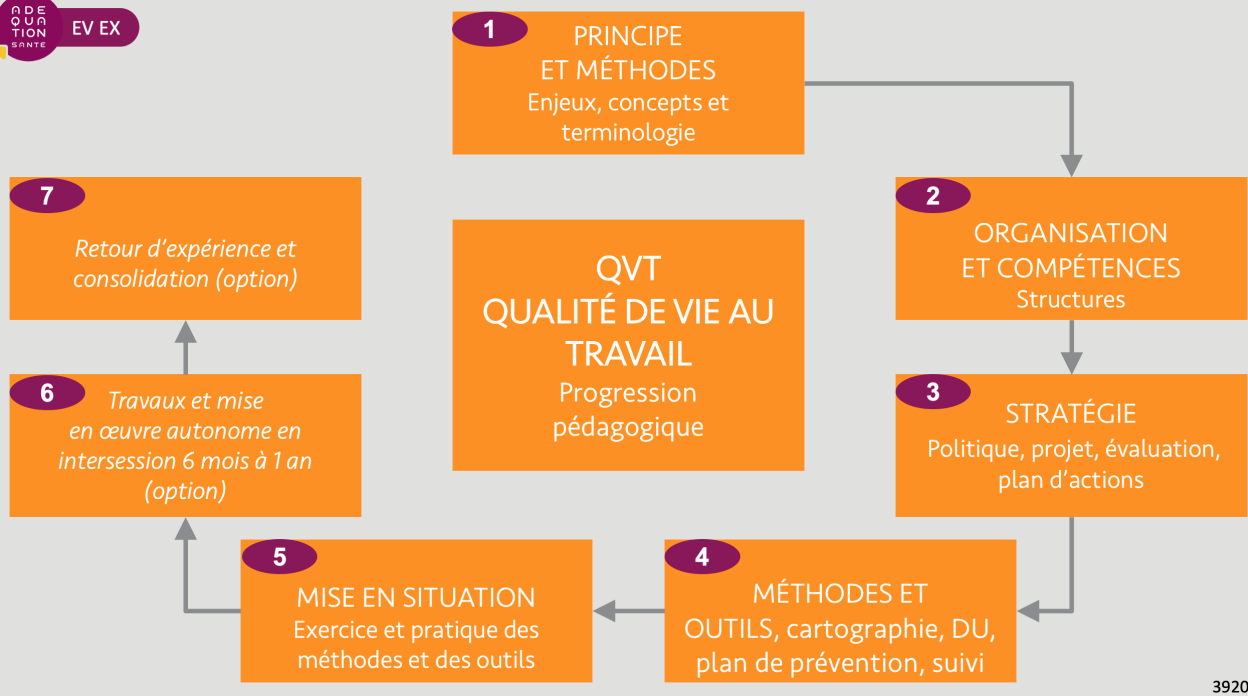 ADE
QUA
TION
SANTE
EV EX
1
PRINCIPE
ET MÉTHODES
Enjeux, concepts et
terminologie
2
ORGANISATION
ET COMPÉTENCES
Structures
3
STRATÉGIE
Politique, projet, évaluation,
plan d'actions
4
MÉTHODES ET
OUTILS, cartographie, DU,
plan de prévention, suivi
5
MISE EN SITUATION
Exercice et pratique des
méthodes et des outils
6
Travaux et mise
en œuvre autonome en
intersession 6 mois à 1 an
(option)
7
Retour d'expérience et
consolidation (option)
QVT
QUALITÉ DE VIE AU
TRAVAIL
Progression
pédagogique
3920